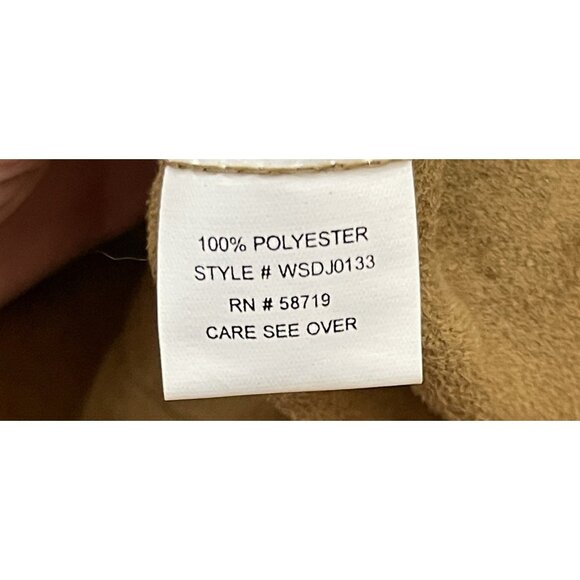 100% POLYESTER
STYLE # WSDJ0133
RN # 58719
CARE SEE OVER